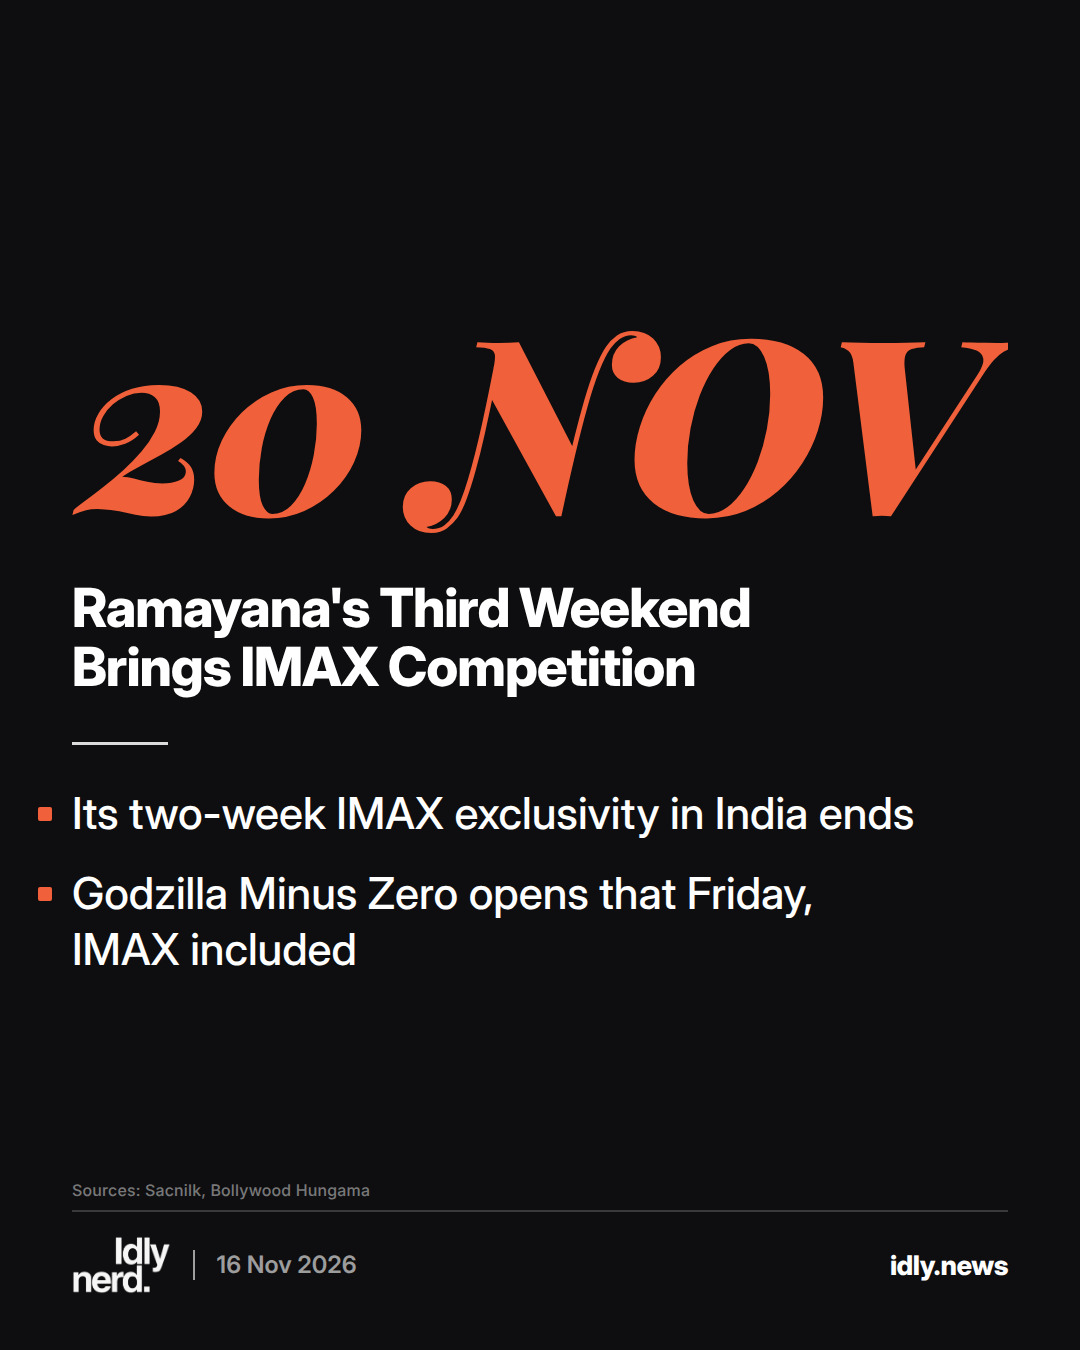 20 NOV
Ramayana's Third Weekend
Brings IMAX Competition
Its two-week IMAX exclusivity in India ends
Godzilla Minus Zero opens that Friday,
IMAX included
Sources: Sacnilk, Bollywood Hungama
Idly
nerd.
16 Nov 2026
idly.news